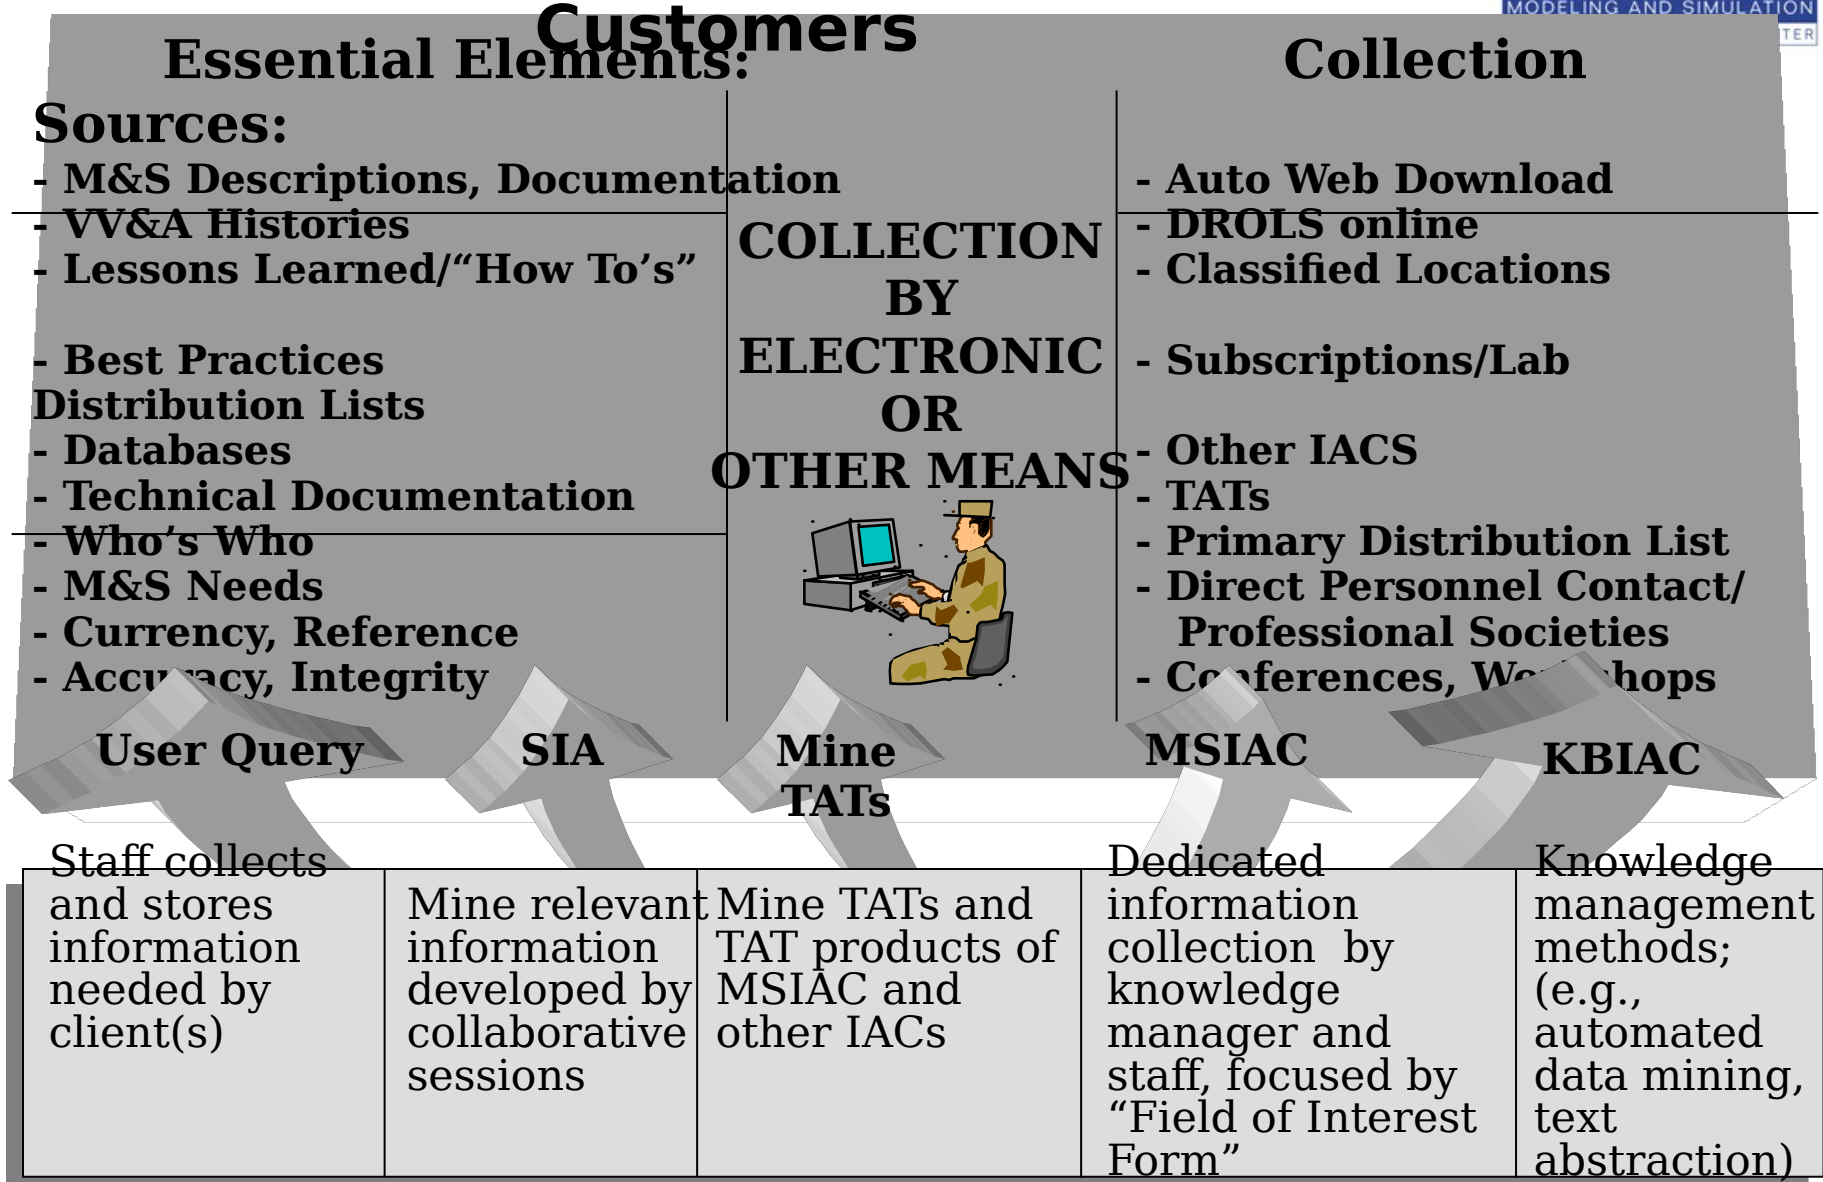 Customers
MODELING AND SIMULATION
TER
Essential Elements:
Collection
Sources:
- M&S Descriptions, Documentation
- VV&A Histories
- Lessons Learned/“How To’s”
- Best Practices
Distribution Lists
- Databases
- Technical Documentation
- Who’s Who
- M&S Needs
- Currency, Reference
- Accuracy, Integrity
COLLECTION
BY
ELECTRONIC
OR
OTHER MEANS
- Auto Web Download
- DROLS online
- Classified Locations
- Subscriptions/Lab
- Other IACS
- TATs
- Primary Distribution List
- Direct Personnel Contact/
Professional Societies
- Conferences, Workshops
User Query
SIA
Mine
TATs
MSIAC
KBIAC
Staff collects
and stores
information
needed by
client(s)
Mine relevant
information
developed by
collaborative
sessions
Mine TATs and
TAT products of
MSIAC and
other IACs
Dedicated
information
collection  by
knowledge
manager and
staff, focused by
“Field of Interest
Form”
Knowledge
management
methods;
(e.g.,
automated
data mining,
text
abstraction)